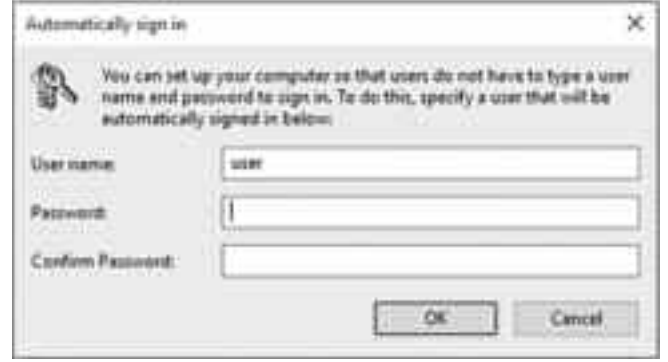 Automatically sign in
You can set up your computer so that users do not have to type a user
name and password to sign in. To do this, specify a user that will be
automatically signed in below:
User name:
user
Password:
Confirm Password:
OK
Cancel